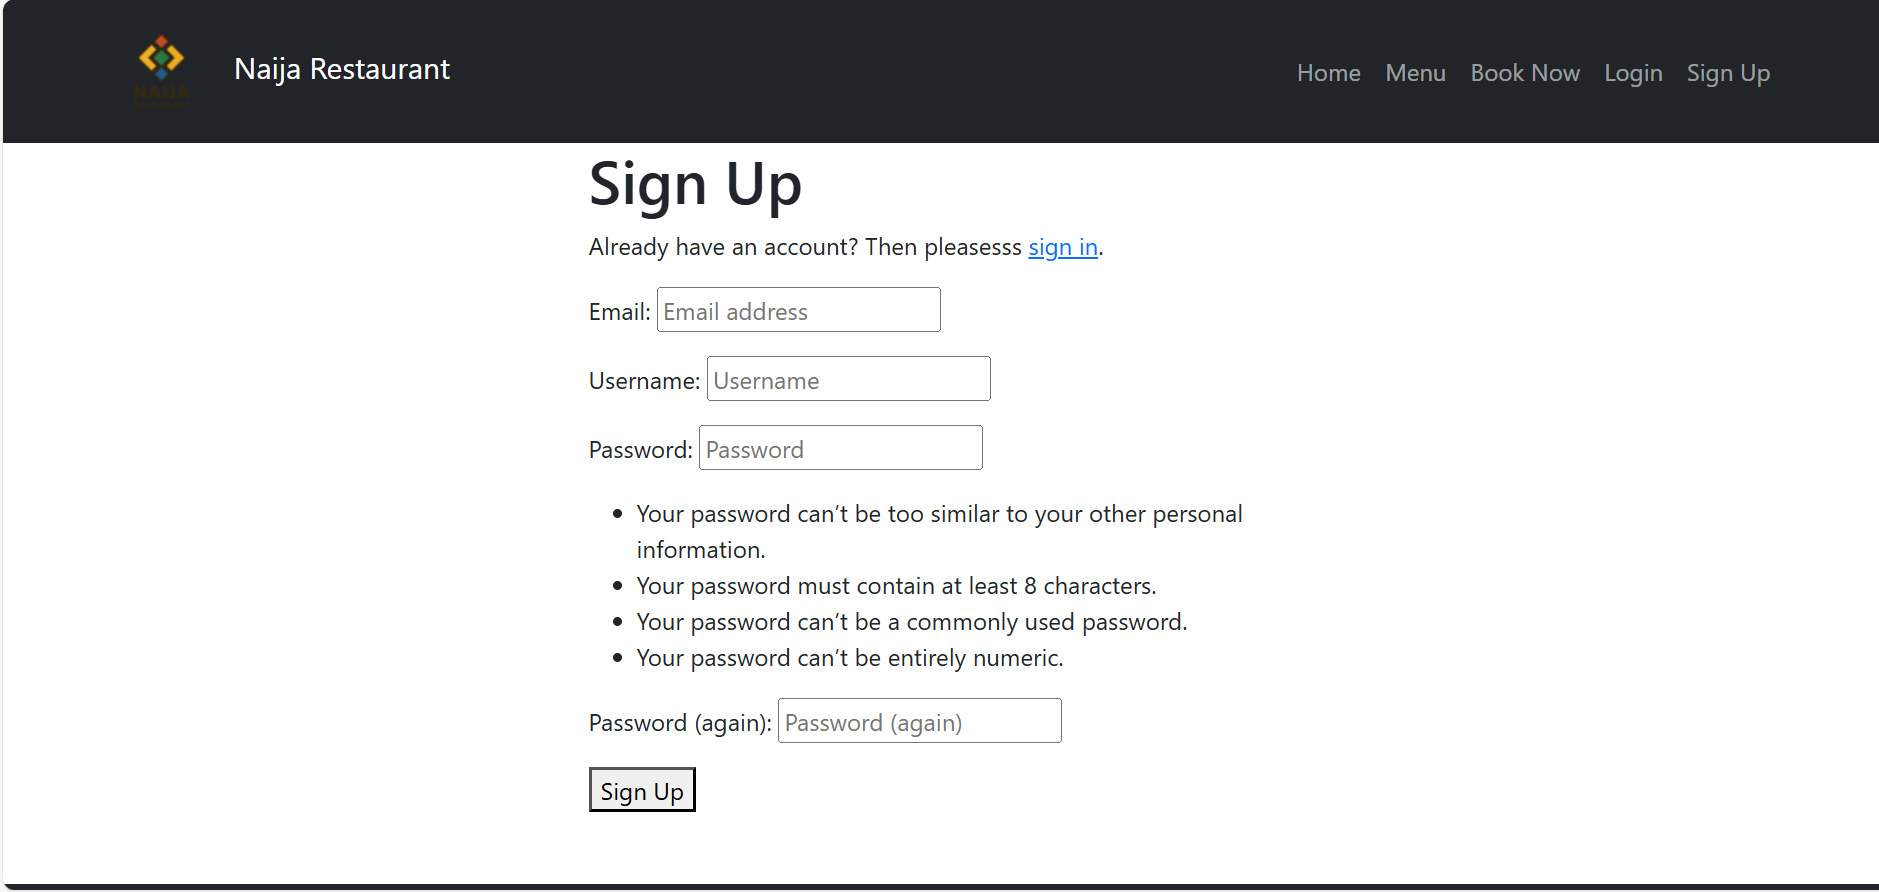 NAIJA
Naija Restaurant
Home Menu Book Now Login Sign Up
Sign Up
Already have an account? Then pleasesss sign in.
Email: Email address
Username: Username
Password: Password
Your password can’t be too similar to your other personal
information.
Your password must contain at least 8 characters.
Your password can’t be a commonly used password.
Your password can’t be entirely numeric.
Password (again): Password (again)
Sign Up